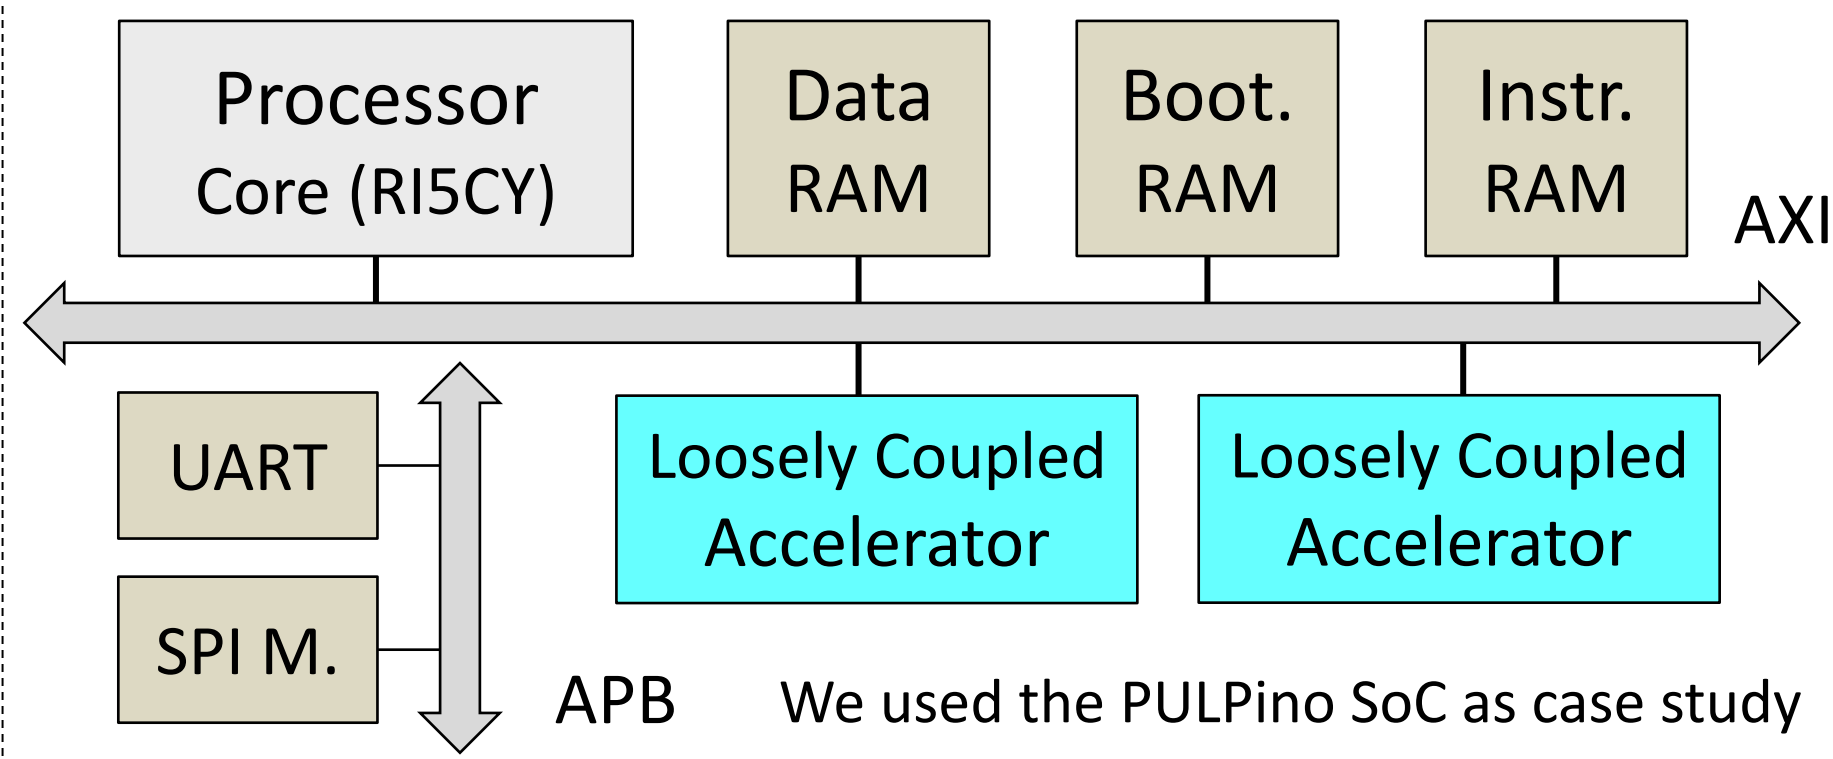 Processor
Core (RI5CY)
Data
RAM
Boot.
RAM
Instr.
RAM
AXI
UART
SPI M.
APB
Loosely Coupled
Accelerator
Loosely Coupled
Accelerator
We used the PULPino SoC as case study